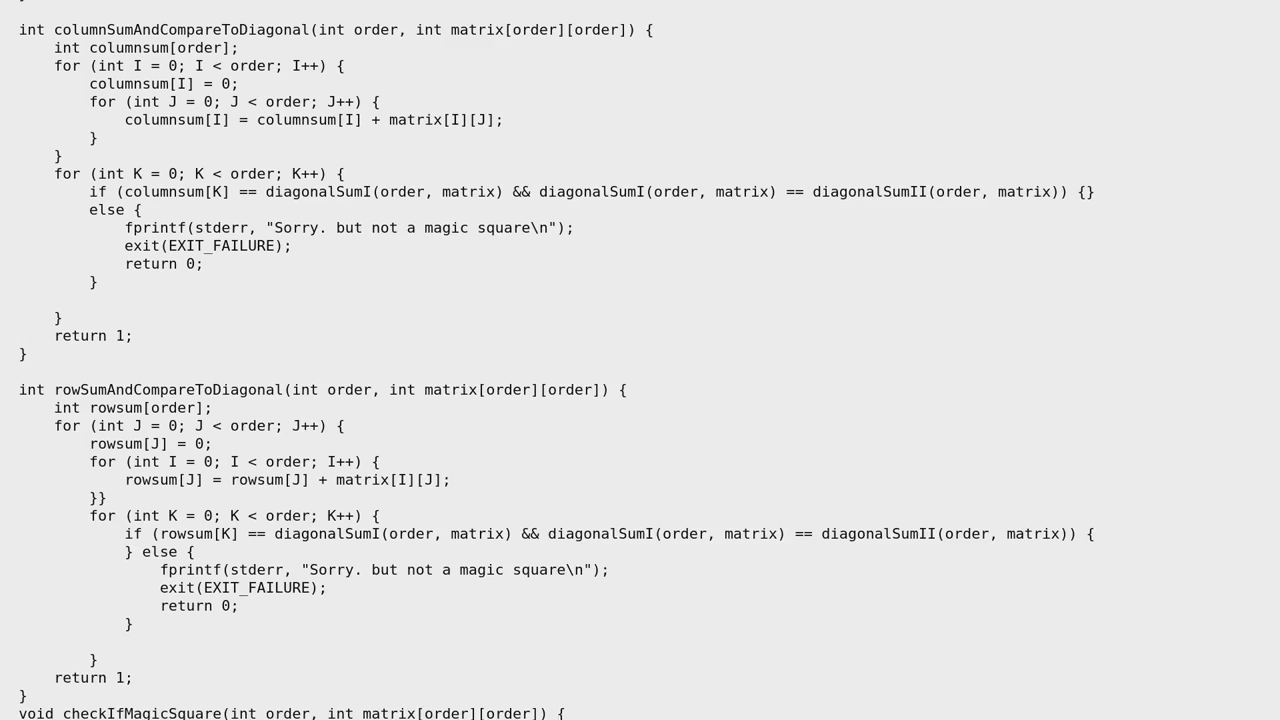 int columnSumAndCompareToDiagonal(int order, int matrix[order][order]) {
    int columnsum[order];
    for (int I = 0; I < order; I++) {
        columnsum[I] = 0;
        for (int J = 0; J < order; J++) {
            columnsum[I] = columnsum[I] + matrix[I][J];
        }
    }
    for (int K = 0; K < order; K++) {
        if (columnsum[K] == diagonalSumI(order, matrix) && diagonalSumI(order, matrix) == diagonalSumII(order, matrix)) {}
        else {
            fprintf(stderr, "Sorry. but not a magic square\n");
            exit(EXIT_FAILURE);
            return 0;
        }

    }
    return 1;
}

int rowSumAndCompareToDiagonal(int order, int matrix[order][order]) {
    int rowsum[order];
    for (int J = 0; J < order; J++) {
        rowsum[J] = 0;
        for (int I = 0; I < order; I++) {
            rowsum[J] = rowsum[J] + matrix[I][J];
        }}
        for (int K = 0; K < order; K++) {
            if (rowsum[K] == diagonalSumI(order, matrix) && diagonalSumI(order, matrix) == diagonalSumII(order, matrix)) {
            } else {
                fprintf(stderr, "Sorry. but not a magic square\n");
                exit(EXIT_FAILURE);
                return 0;
            }

        }
    return 1;
}
void checkIfMagicSquare(int order, int matrix[order][order]) {